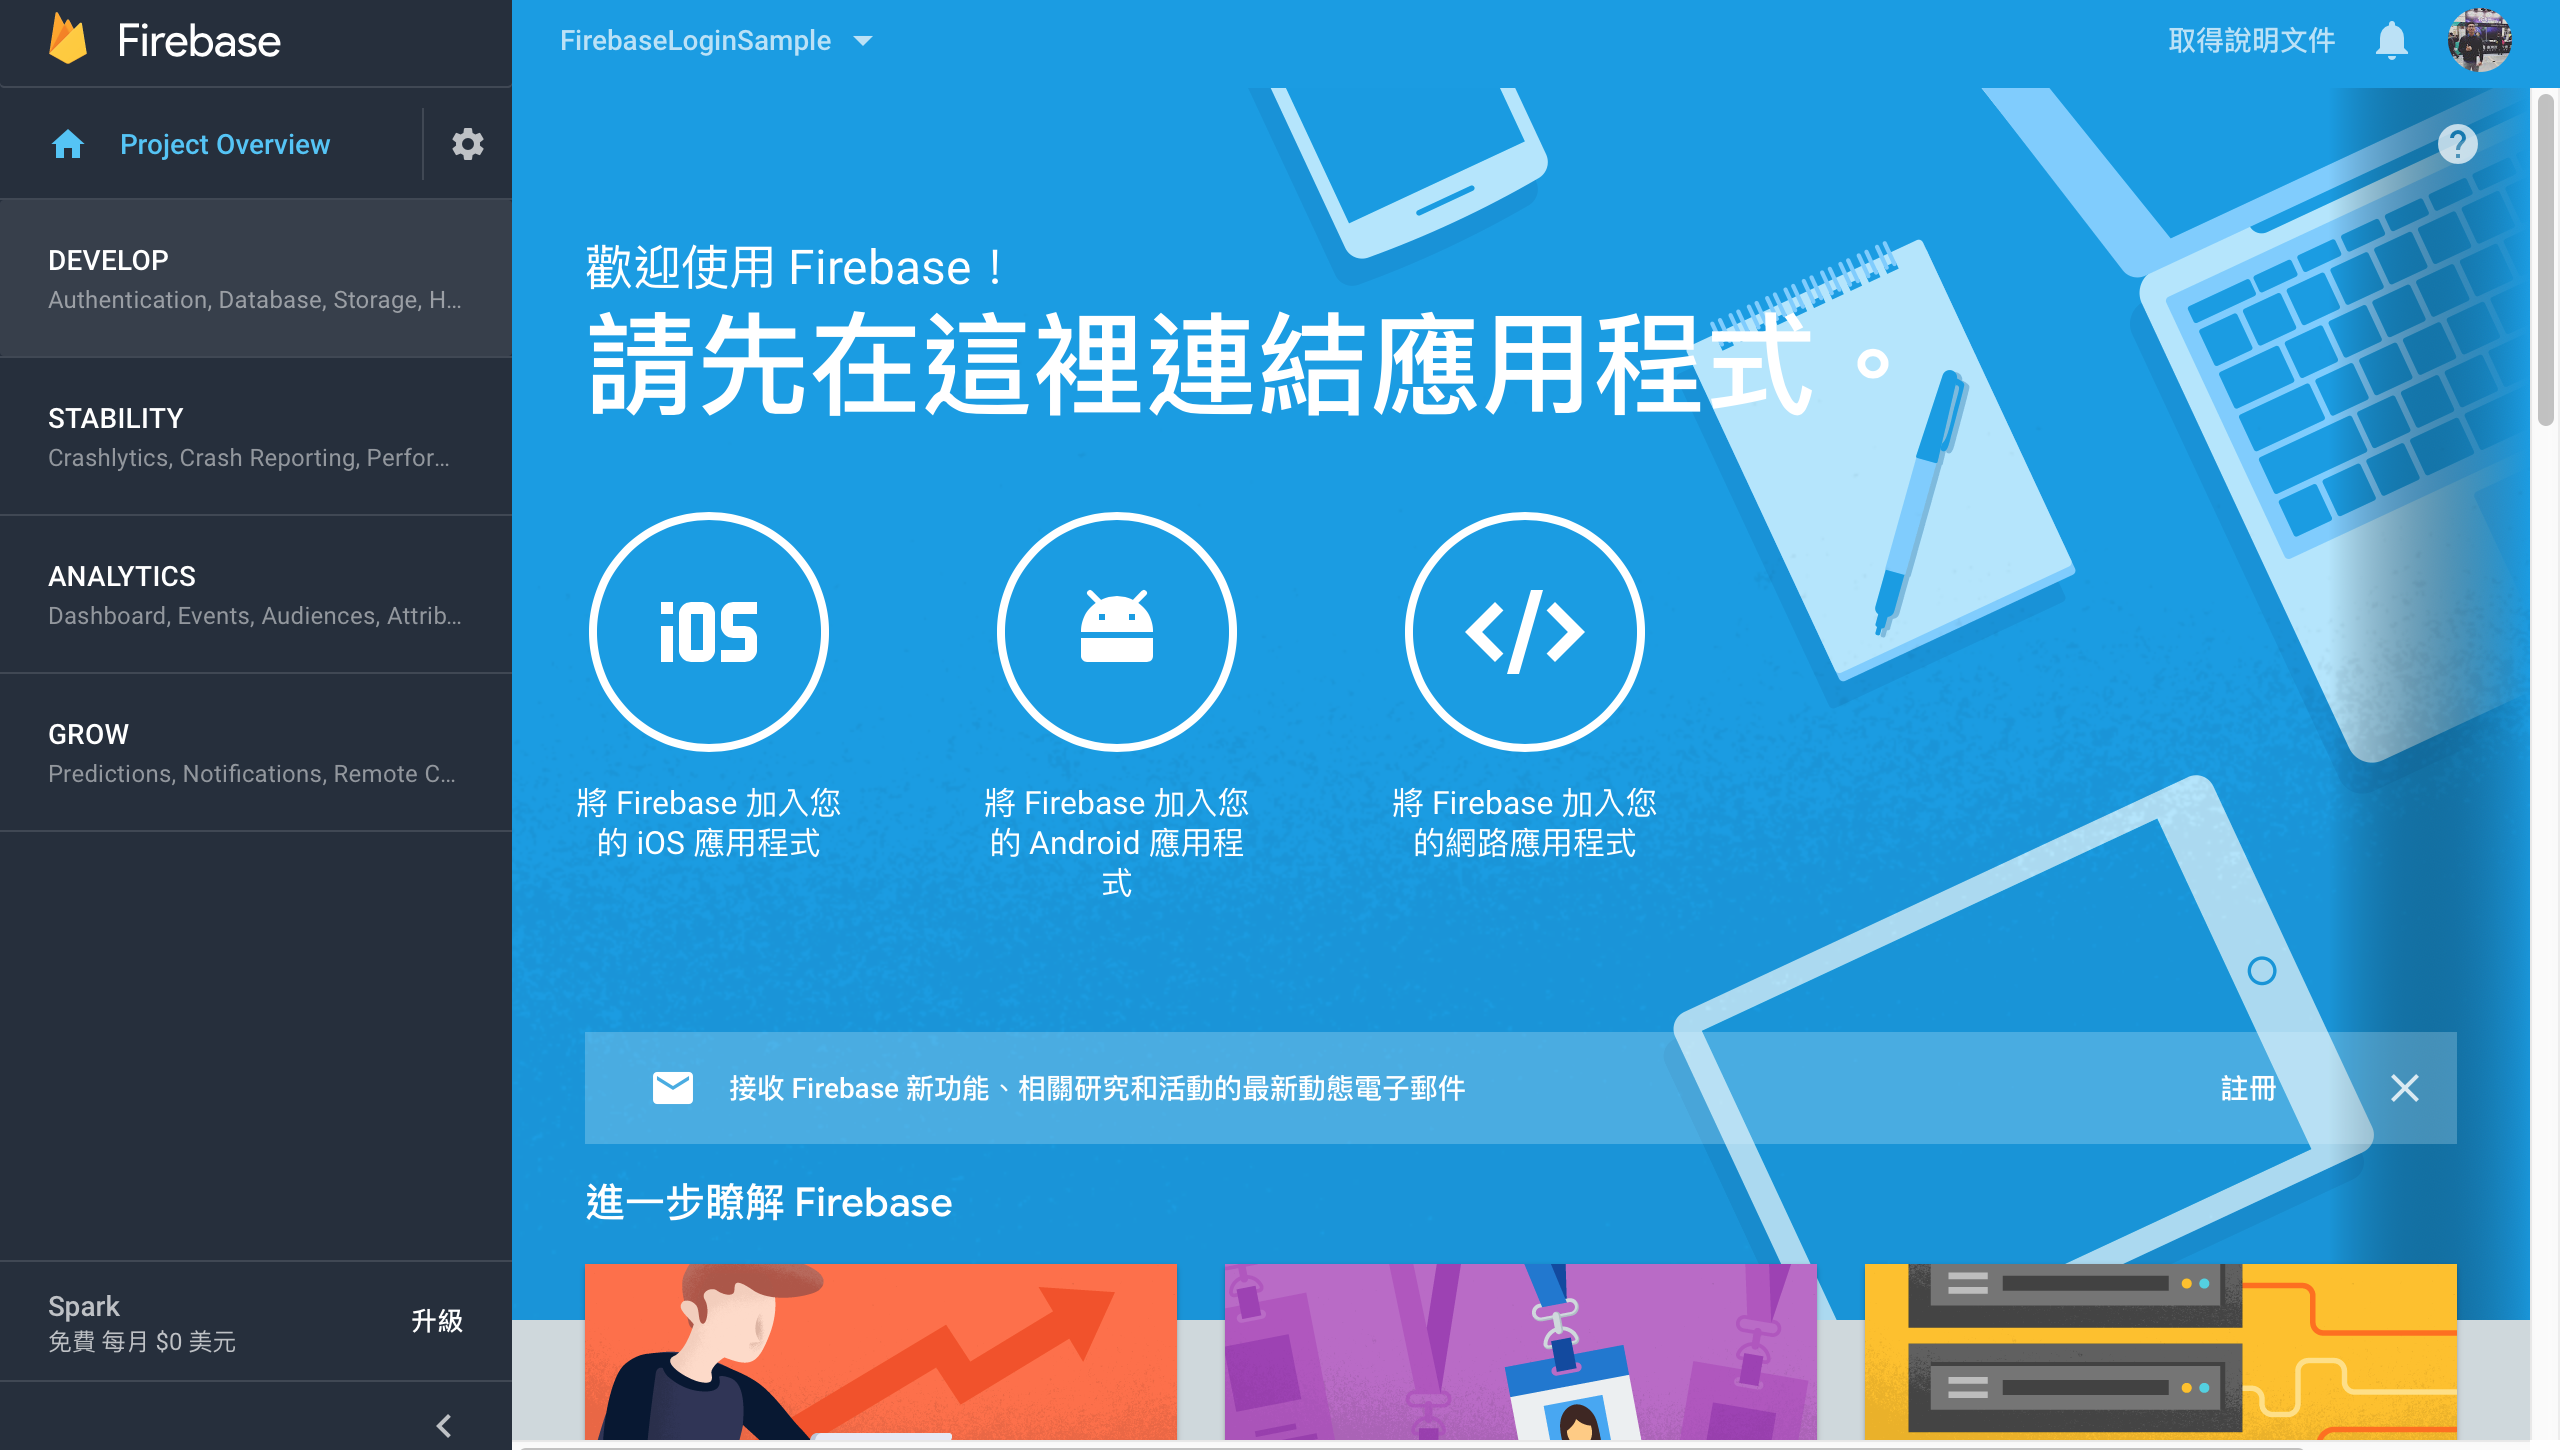 Firebase
FirebaseLoginSample
取得說明文件
Project Overview
DEVELOP
Authentication, Database, Storage, H...
STABILITY
Crashlytics, Crash Reporting, Perfor...
ANALYTICS
Dashboard, Events, Audiences, Attrib...
GROW
Predictions, Notifications, Remote C...
Spark
免費 每月 $0 美元
升級
歡迎使用 Firebase！
請先在這裡連結應用程式。
iOS
將 Firebase 加入您
的 iOS 應用程式
將 Firebase 加入您
的 Android 應用程
式
將 Firebase 加入您
的網路應用程式
接收 Firebase 新功能、相關研究和活動的最新動態電子郵件
註冊
進一步瞭解 Firebase